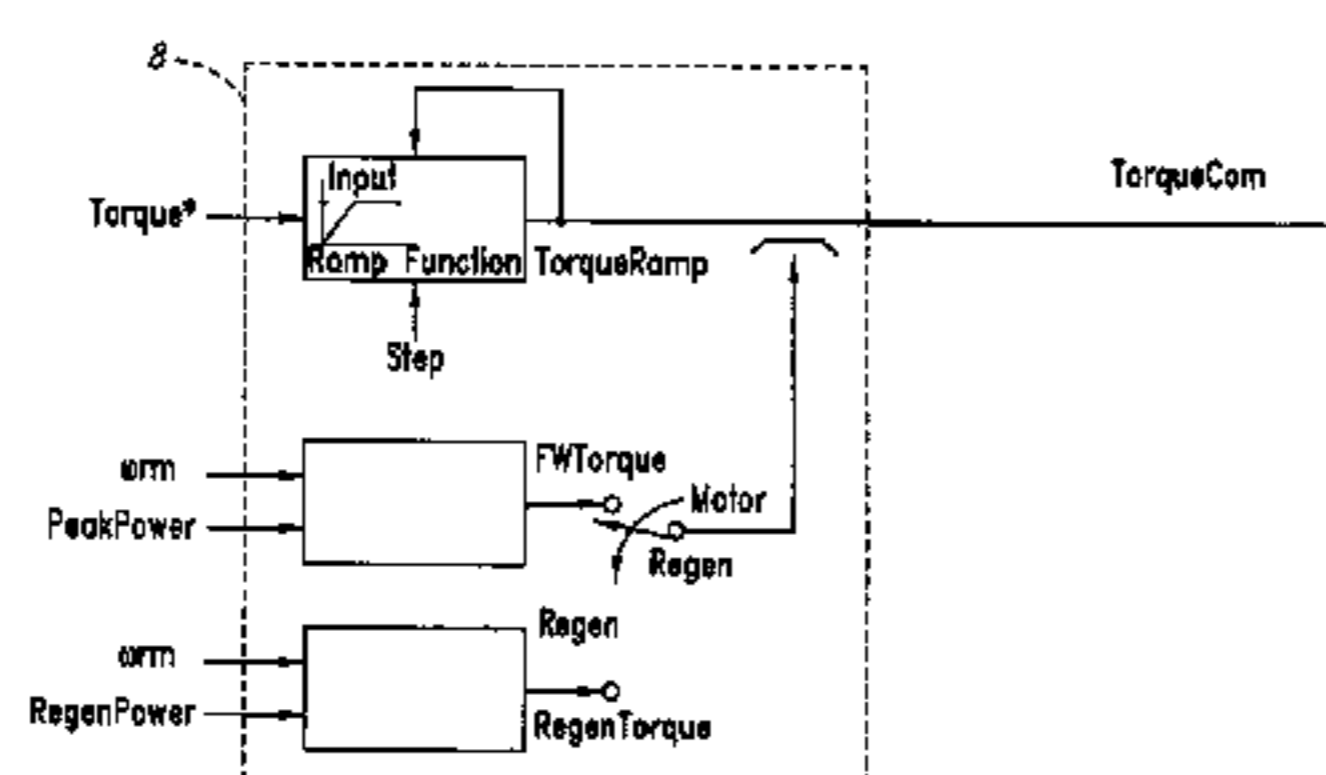 8
Input
TorqueCom
Torque*
Ramp Function
TorqueRamp
Step
FWTorque
ωrm
Motor
PeakPower
Regen
Regen
ωrm
RegenPower
RegenTorque